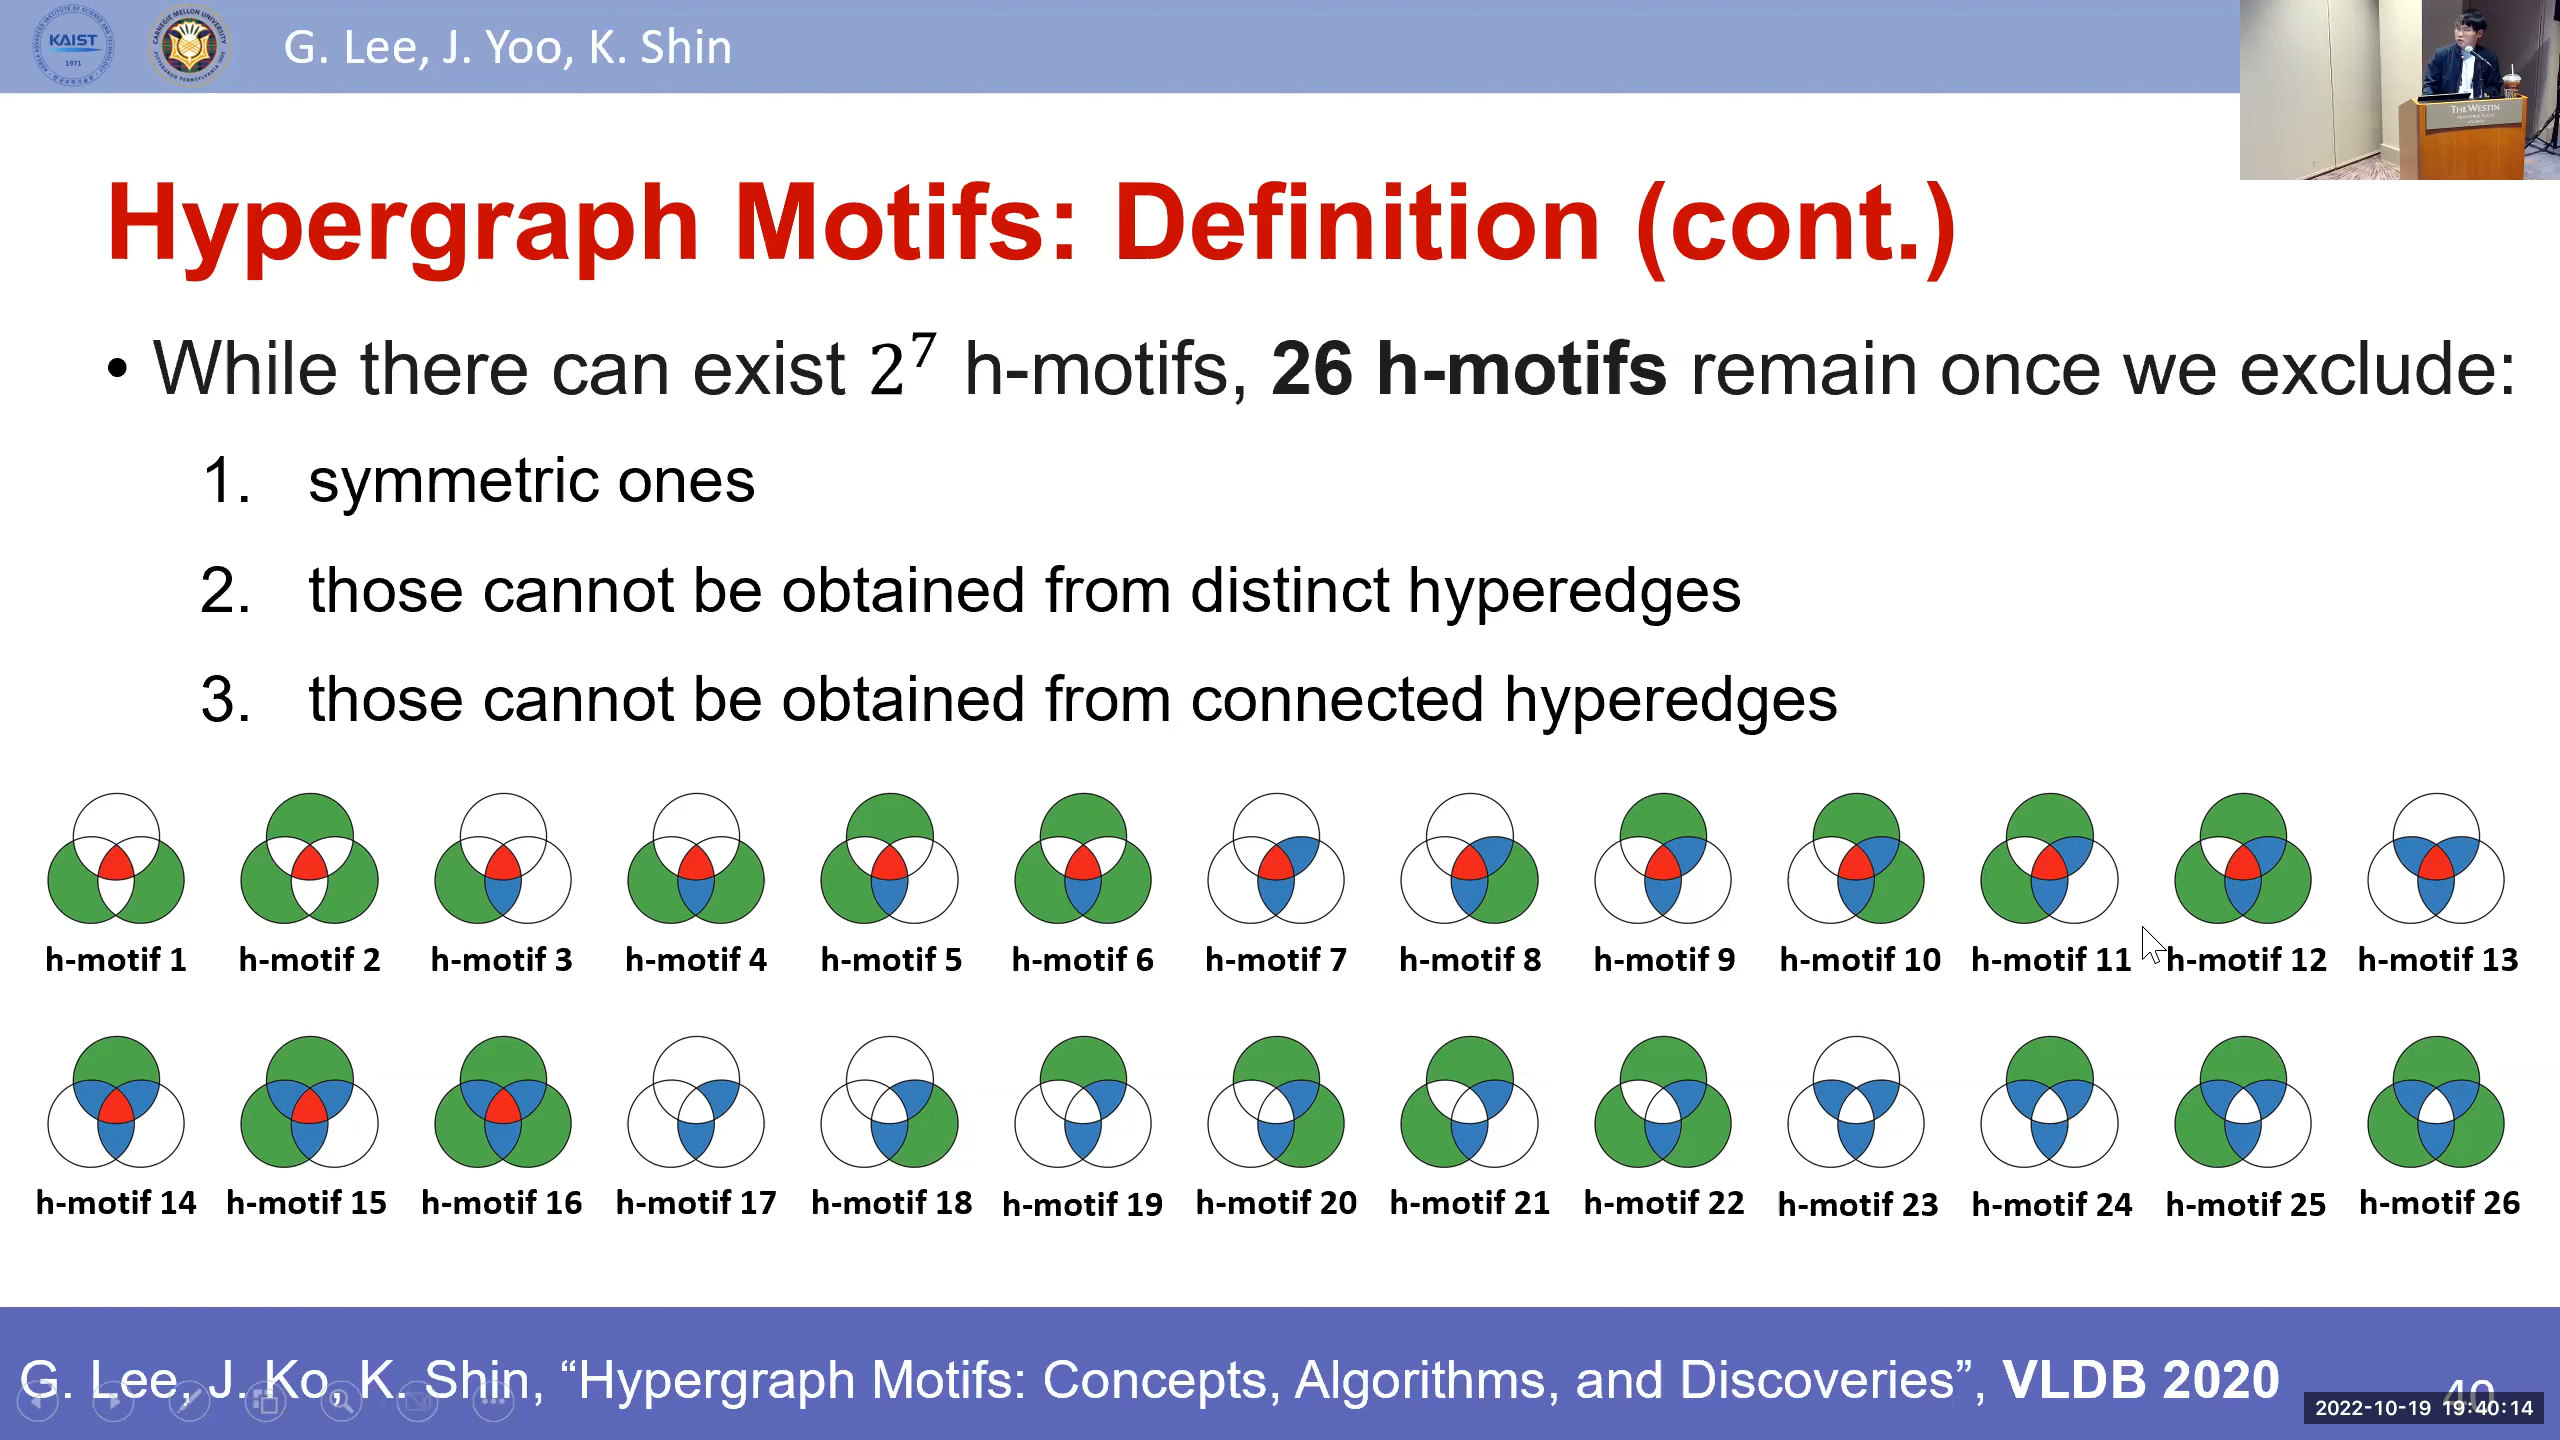 KAIST
1971
G. Lee, J. Yoo, K. Shin
THE WESTIN
Hypergraph Motifs: Definition (cont.)
• While there can exist 2⁷ h-motifs, 26 h-motifs remain once we exclude:
1. symmetric ones
2. those cannot be obtained from distinct hyperedges
3. those cannot be obtained from connected hyperedges
h-motif 1 h-motif 2 h-motif 3 h-motif 4 h-motif 5 h-motif 6 h-motif 7 h-motif 8 h-motif 9 h-motif 10 h-motif 11 h-motif 12 h-motif 13
h-motif 14 h-motif 15 h-motif 16 h-motif 17 h-motif 18 h-motif 19 h-motif 20 h-motif 21 h-motif 22 h-motif 23 h-motif 24 h-motif 25 h-motif 26
G. Lee, J. Ko, K. Shin, “Hypergraph Motifs: Concepts, Algorithms, and Discoveries”, VLDB 2020
40
2022-10-19 19:40:14